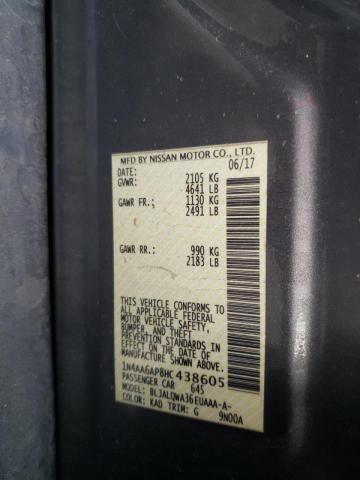 MFD BY NISSAN MOTOR CO., LTD.
DATE: 06/17
GVWR: 2105 KG
4641 LB
GAWR FR.: 1130 KG
2491 LB
GAWR RR.: 990 KG
2183 LB
THIS VEHICLE CONFORMS TO
ALL APPLICABLE FEDERAL
MOTOR VEHICLE SAFETY,
BUMPER, AND THEFT
PREVENTION STANDARDS
IN EFFECT ON THE DATE OF
MANUFACTURE SHOWN ABOVE.
1N4AA6AP8HC 438605
PASSENGER CAR 645
MODEL: BLJALQWA36EUAAA-A-
COLOR: KAD TRIM: G 9N00A